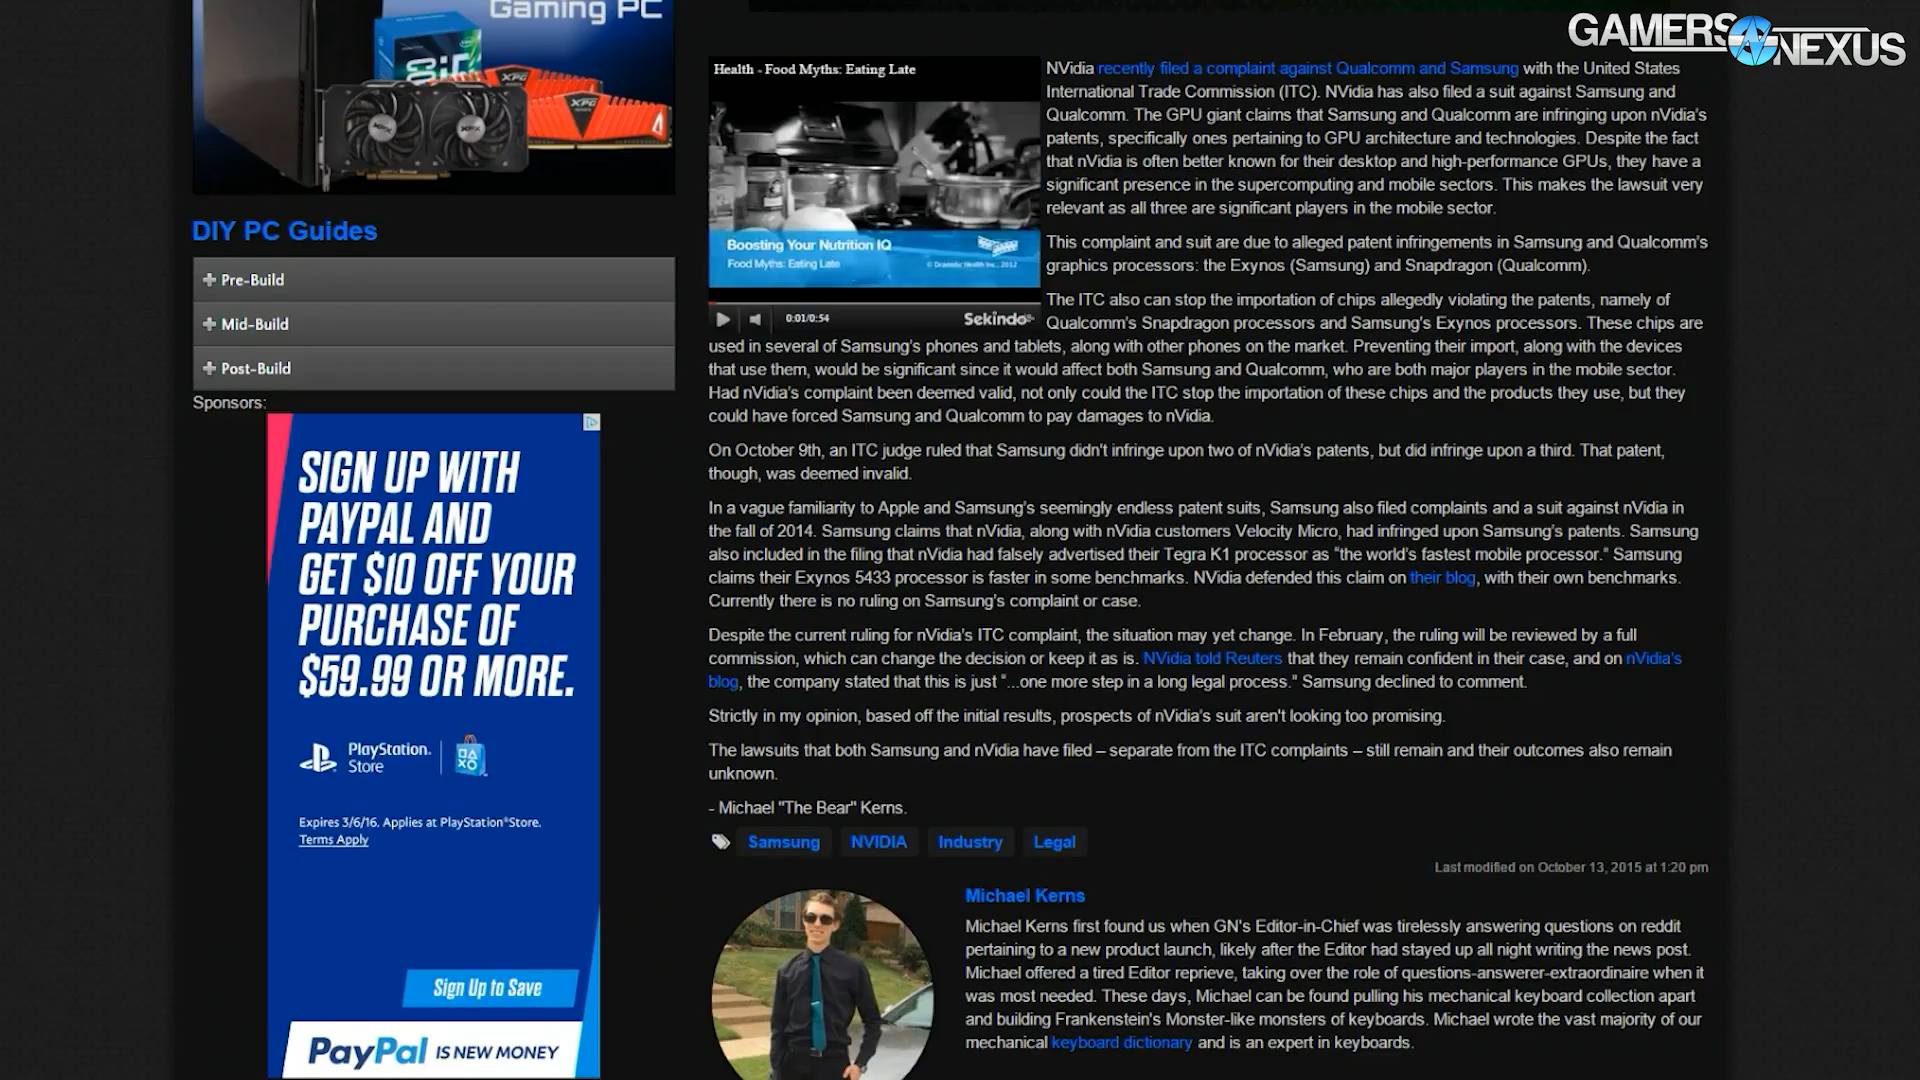 Gaming PC
GAMERS NEXUS
DIY PC Guides
Pre-Build
Mid-Build
Post-Build
Sponsors:
SIGN UP WITH
PAYPAL AND
GET $10 OFF YOUR
PURCHASE OF
$59.99 OR MORE.
PlayStation.
Store
Expires 3/6/16. Applies at PlayStation®Store.
Terms Apply
Sign Up to Save
PayPal IS NEW MONEY
Health - Food Myths: Eating Late
Boosting Your Nutrition IQ
Food Myths: Eating Late
© Dramatic Health Inc., 2012
0:01/0:54
Sekindo
NVidia recently filed a complaint against Qualcomm and Samsung with the United States
International Trade Commission (ITC). NVidia has also filed a suit against Samsung and
Qualcomm. The GPU giant claims that Samsung and Qualcomm are infringing upon nVidia's
patents, specifically ones pertaining to GPU architecture and technologies. Despite the fact
that nVidia is often better known for their desktop and high-performance GPUs, they have a
significant presence in the supercomputing and mobile sectors. This makes the lawsuit very
relevant as all three are significant players in the mobile sector.
This complaint and suit are due to alleged patent infringements in Samsung and Qualcomm's
graphics processors: the Exynos (Samsung) and Snapdragon (Qualcomm).
The ITC also can stop the importation of chips allegedly violating the patents, namely of
Qualcomm's Snapdragon processors and Samsung's Exynos processors. These chips are
used in several of Samsung's phones and tablets, along with other phones on the market. Preventing their import, along with the devices
that use them, would be significant since it would affect both Samsung and Qualcomm, who are both major players in the mobile sector.
Had nVidia's complaint been deemed valid, not only could the ITC stop the importation of these chips and the products they use, but they
could have forced Samsung and Qualcomm to pay damages to nVidia.
On October 9th, an ITC judge ruled that Samsung didn't infringe upon two of nVidia's patents, but did infringe upon a third. That patent,
though, was deemed invalid.
In a vague familiarity to Apple and Samsung's seemingly endless patent suits, Samsung also filed complaints and a suit against nVidia in
the fall of 2014. Samsung claims that nVidia, along with nVidia customers Velocity Micro, had infringed upon Samsung's patents. Samsung
also included in the filing that nVidia had falsely advertised their Tegra K1 processor as "the world's fastest mobile processor." Samsung
claims their Exynos 5433 processor is faster in some benchmarks. NVidia defended this claim on their blog, with their own benchmarks.
Currently there is no ruling on Samsung's complaint or case.
Despite the current ruling for nVidia's ITC complaint, the situation may yet change. In February, the ruling will be reviewed by a full
commission, which can change the decision or keep it as is. NVidia told Reuters that they remain confident in their case, and on nVidia's
blog, the company stated that this is just "...one more step in a long legal process." Samsung declined to comment.
Strictly in my opinion, based off the initial results, prospects of nVidia's suit aren't looking too promising.
The lawsuits that both Samsung and nVidia have filed – separate from the ITC complaints – still remain and their outcomes also remain
unknown.
- Michael "The Bear" Kerns.
Samsung NVIDIA Industry Legal
Last modified on October 13, 2015 at 1:20 pm
Michael Kerns
Michael Kerns first found us when GN's Editor-in-Chief was tirelessly answering questions on reddit
pertaining to a new product launch, likely after the Editor had stayed up all night writing the news post.
Michael offered a tired Editor reprieve, taking over the role of questions-answerer-extraordinaire when it
was most needed. These days, Michael can be found pulling his mechanical keyboard collection apart
and building Frankenstein's Monster-like monsters of keyboards. Michael wrote the vast majority of our
mechanical keyboard dictionary and is an expert in keyboards.